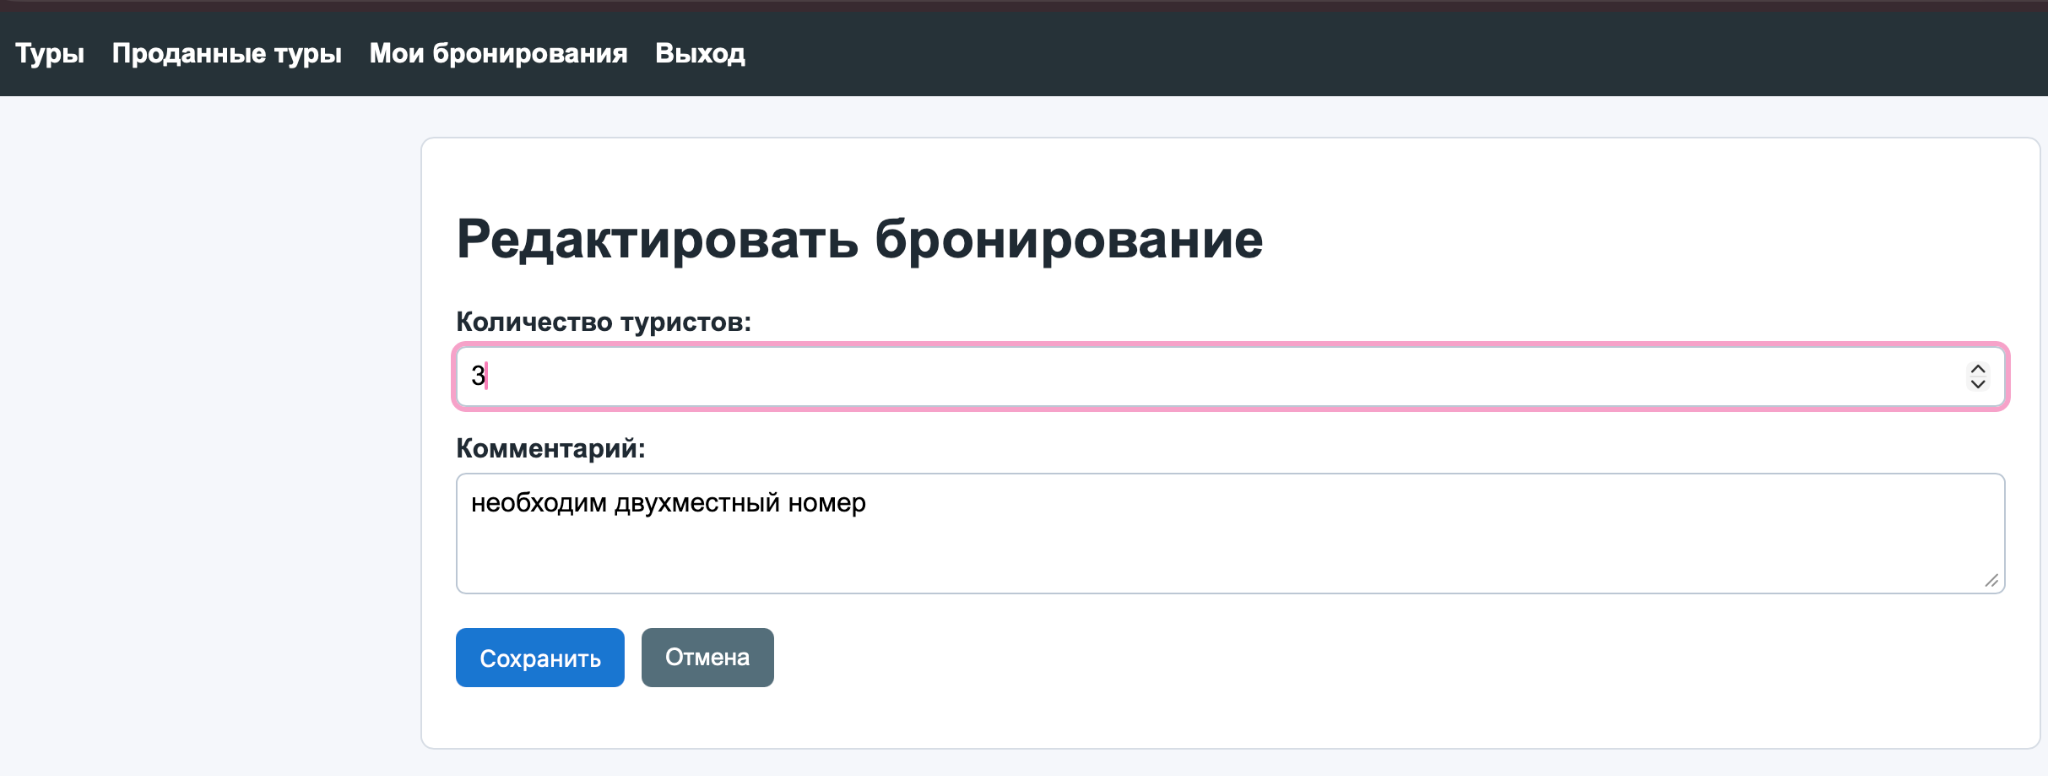 Туры Проданные туры Мои бронирования Выход
Редактировать бронирование
Количество туристов:
3
Комментарий:
необходим двухместный номер
Сохранить Отмена